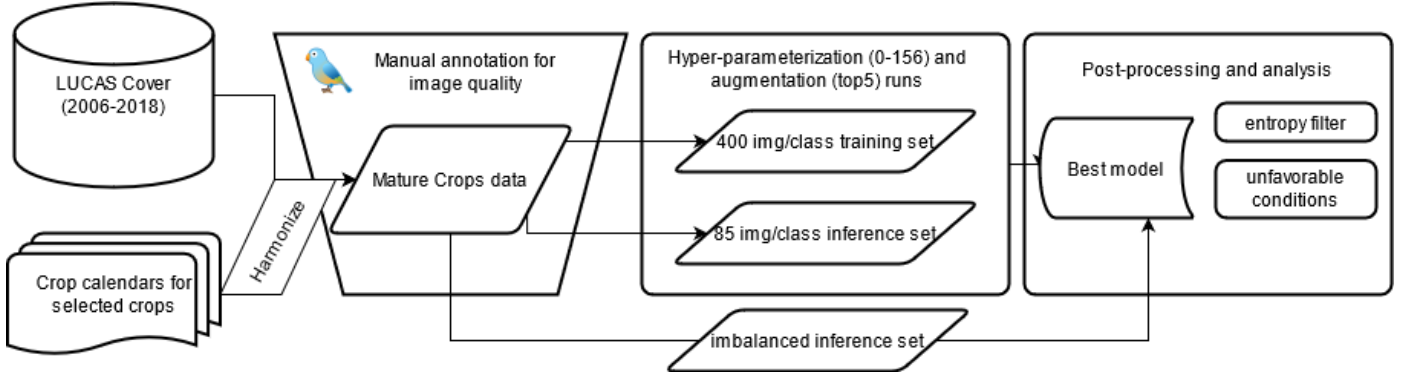 LUCAS Cover
(2006-2018)
Crop calendars for
selected crops
Harmonize
Manual annotation for
image quality
Mature Crops data
Hyper-parameterization (0-156) and
augmentation (top5) runs
400 img/class training set
85 img/class inference set
imbalanced inference set
Post-processing and analysis
Best model
entropy filter
unfavorable
conditions